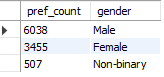 pref_count gender
6038 Male
3455 Female
507 Non-binary